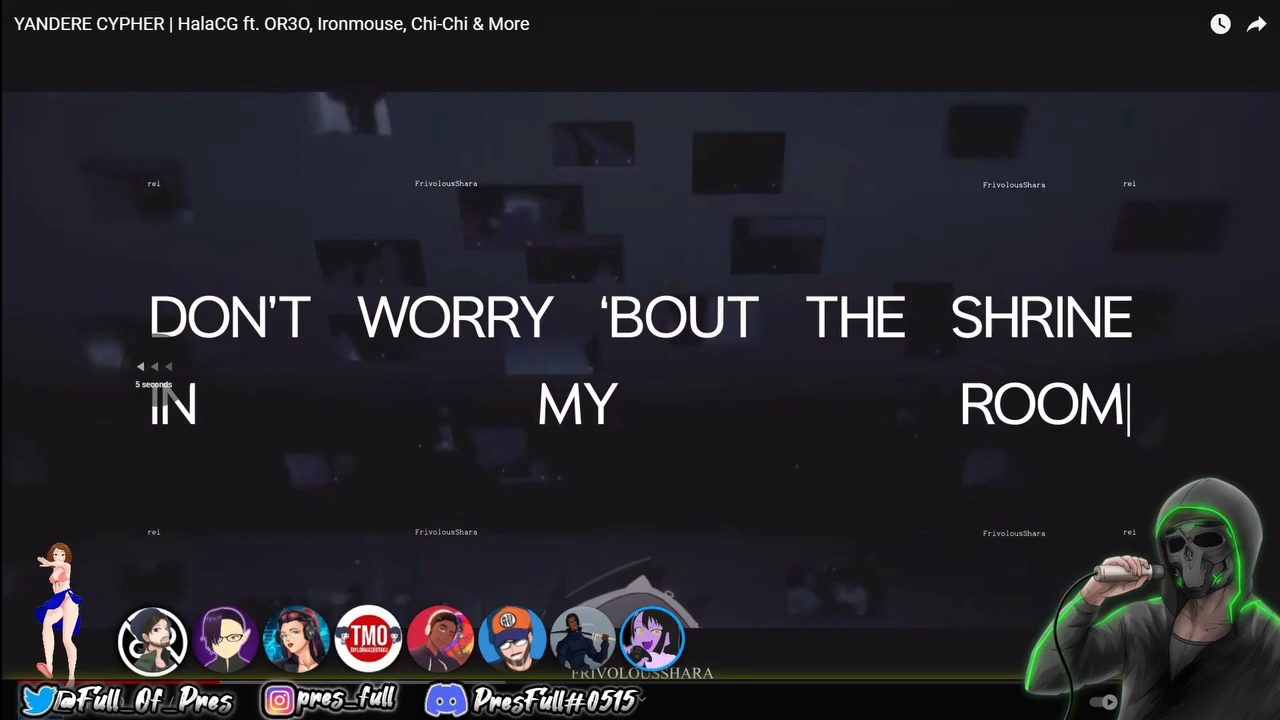 YANDERE CYPHER | HalaCG ft. OR3O, Ironmouse, Chi-Chi & More
rei FrivolousShara FrivolousShara rei
DON'T WORRY ‘BOUT THE SHRINE
5 seconds
IN MY ROOM
rei FrivolousShara FrivolousShara rei
TMO
TAYLORMADEOTAKU
FRIVOLOUSSHARA
@Full_Of_Pres pres_full PresFull#0515